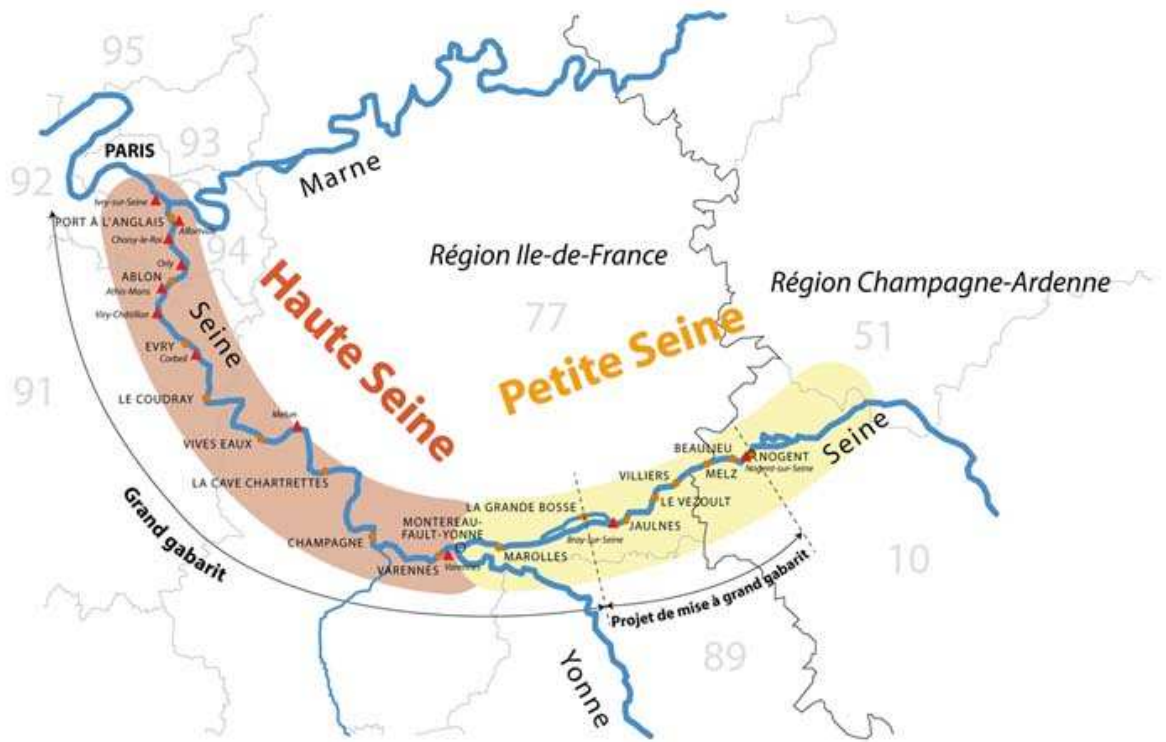 95
93
PARIS
92
Marne
Ivry-sur-Seine
PORT À L'ANGLAIS
Alfortville
Choisy-le-Roi
94
Orly
ABLON
Athis-Mons
Viry-Châtillon
Seine
EVRY
Corbeil
91
LE COUDRAY
Melun
VIVES EAUX
LA CAVE CHARTRETTES
CHAMPAGNE
Haute Seine
Région Ile-de-France
77
Région Champagne-Ardenne
51
Petite Seine
Seine
BEAULIEU
NOGENT
MELZ
Nogent-sur-Seine
VILLIERS
LE VEZOULT
LA GRANDE BOSSE
JAULNES
Bray-sur-Seine
MONTEREAU-
FAULT-YONNE
MAROLLES
VARENNES
Varennes
10
Grand gabarit
Projet de mise à grand gabarit
89
Yonne